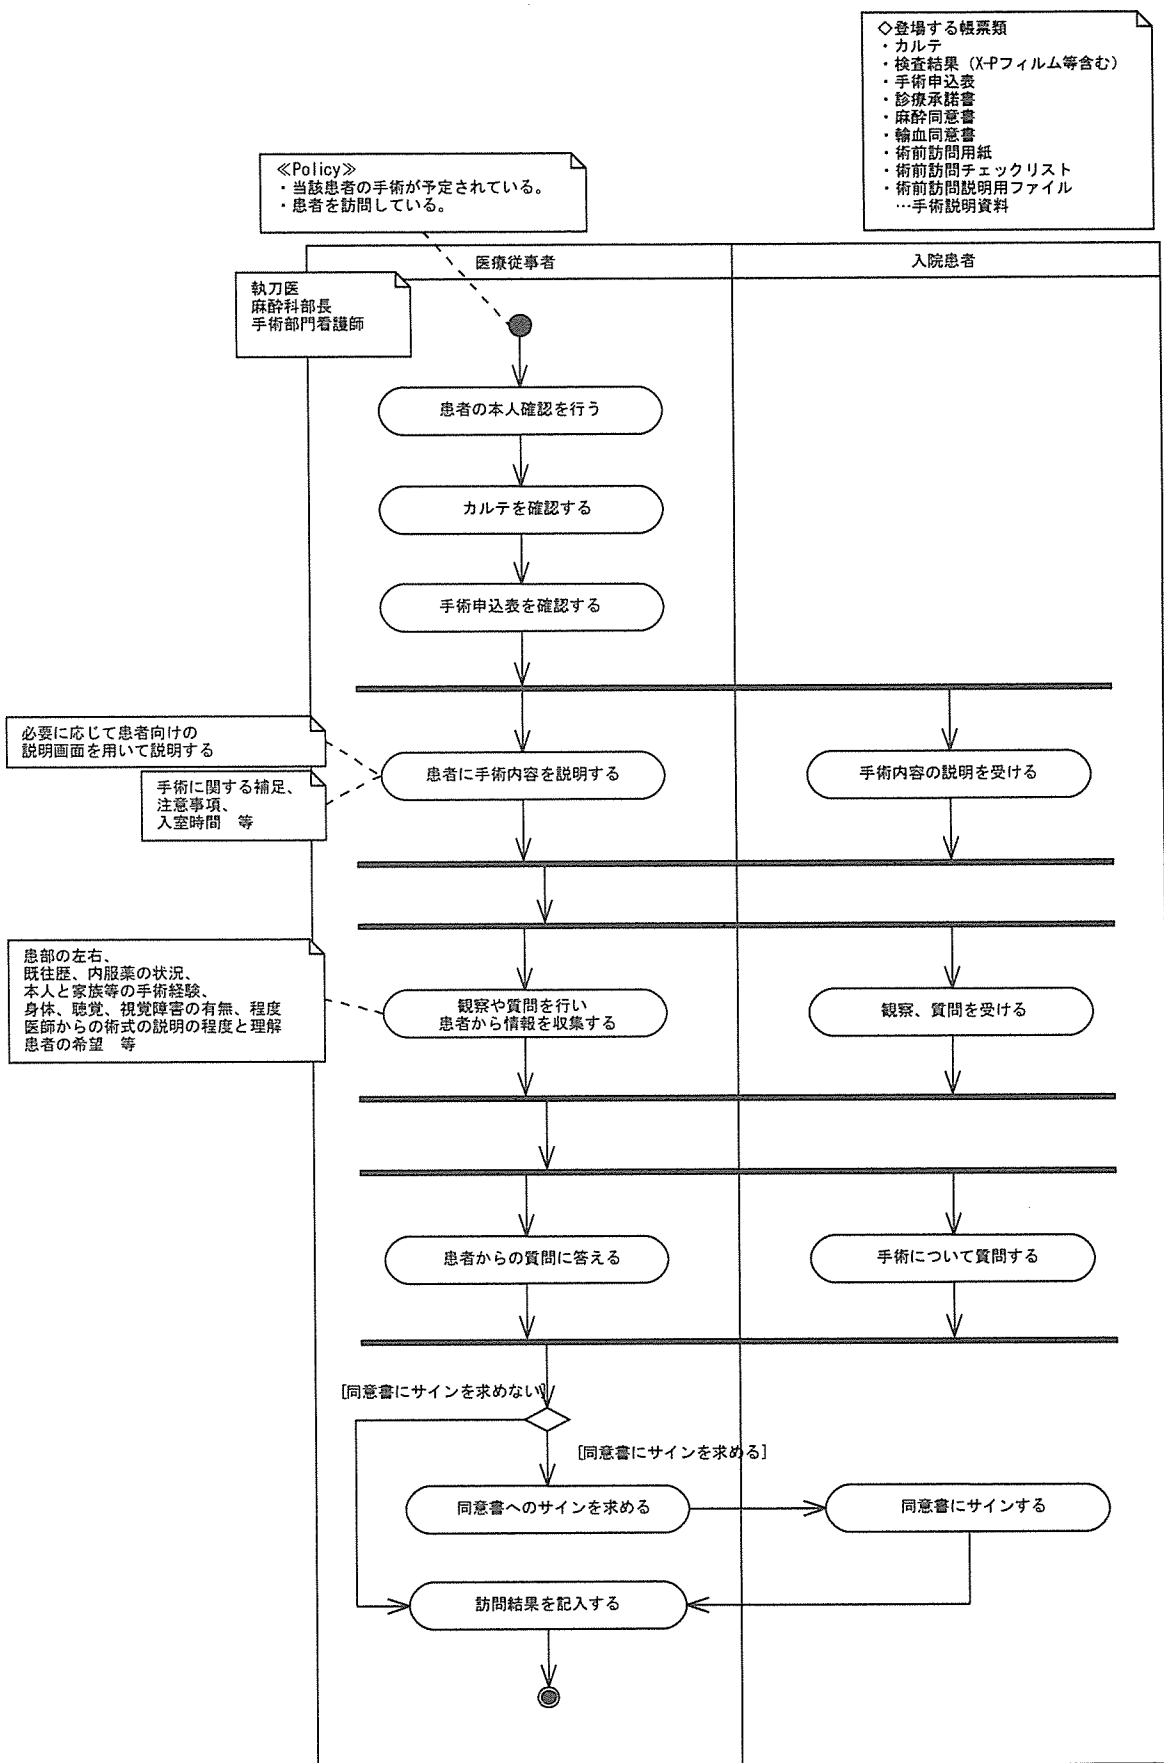 ◇登場する帳票類
・カルテ
・検査結果（X-Pフィルム等含む）
・手術申込表
・診療承諾書
・麻酔同意書
・輸血同意書
・術前訪問用紙
・術前訪問チェックリスト
・術前訪問説明用ファイル
…手術説明資料
≪Policy≫
・当該患者の手術が予定されている。
・患者を訪問している。
医療従事者
入院患者
執刀医
麻酔科部長
手術部門看護師
患者の本人確認を行う
カルテを確認する
手術申込表を確認する
必要に応じて患者向けの
説明画面を用いて説明する
手術に関する補足、
注意事項、
入室時間　等
患者に手術内容を説明する
手術内容の説明を受ける
患部の左右、
既往歴、内服薬の状況、
本人と家族等の手術経験、
身体、聴覚、視覚障害の有無、程度
医師からの術式の説明の程度と理解
患者の希望　等
観察や質問を行い
患者から情報を収集する
観察、質問を受ける
患者からの質問に答える
手術について質問する
[同意書にサインを求めない]
[同意書にサインを求める]
同意書へのサインを求める
同意書にサインする
訪問結果を記入する